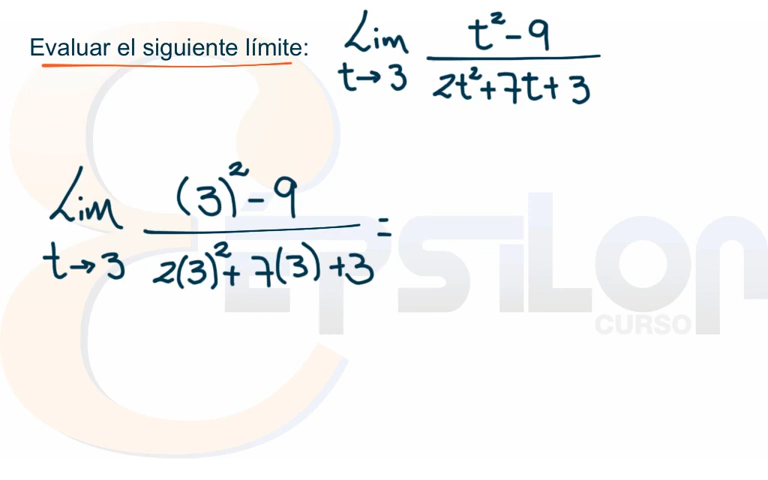 Evaluar el siguiente límite: Lim t→3 t²-9 / 2t²+7t+3
Lim t→3 (3)²-9 / 2(3)²+7(3)+3 =
ÉPSILON
CURSO